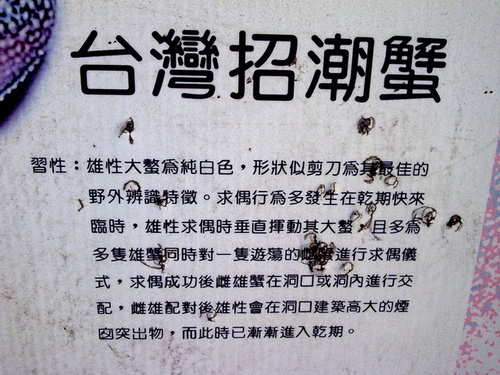 台灣招潮蟹
習性：雄性大螯為純白色，形狀似剪刀為其最佳的
野外辨識特徵。求偶行為多發生在乾期快來
臨時，雄性求偶時垂直揮動其大螯，且多為
多隻雄蟹同時對一隻遊蕩的雌蟹進行求偶儀
式，求偶成功後雌雄蟹在洞口或洞內進行交
配，雌雄配對後雄性會在洞口建築高大的煙
囪突出物，而此時已漸漸進入乾期。